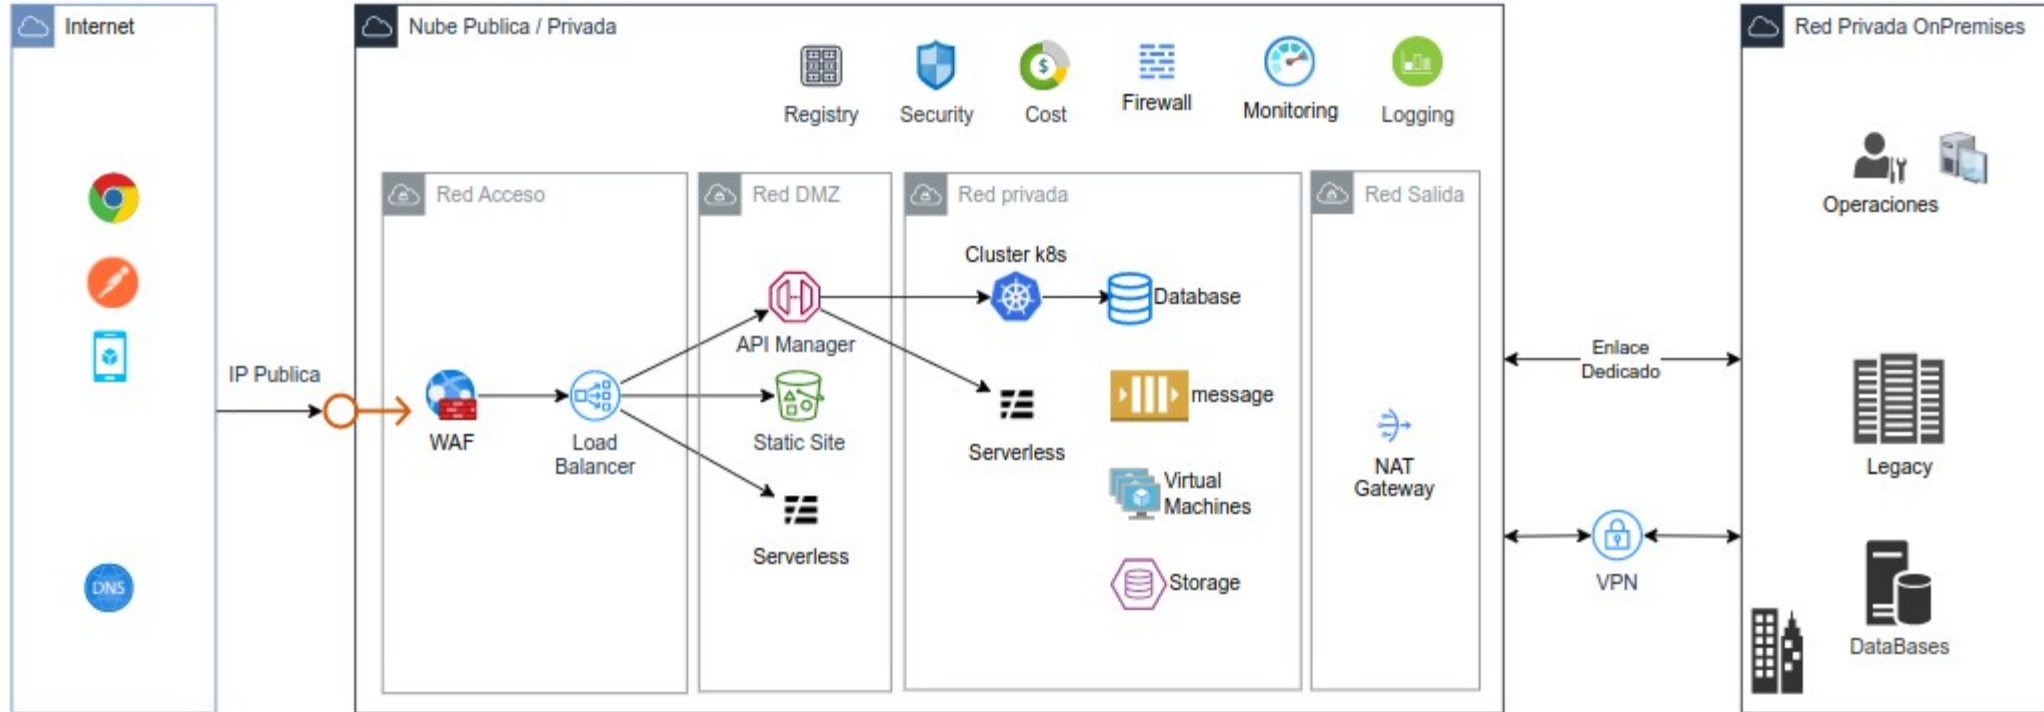 Internet
Nube Publica / Privada
Red Privada OnPremises
Registry
Security
Cost
Firewall
Monitoring
Logging
Red Acceso
Red DMZ
Red privada
Red Salida
IP Publica
WAF
Load
Balancer
API Manager
Static Site
Serverless
Cluster k8s
Database
Serverless
message
Virtual
Machines
Storage
NAT
Gateway
Enlace
Dedicado
VPN
Operaciones
Legacy
DataBases
DNS